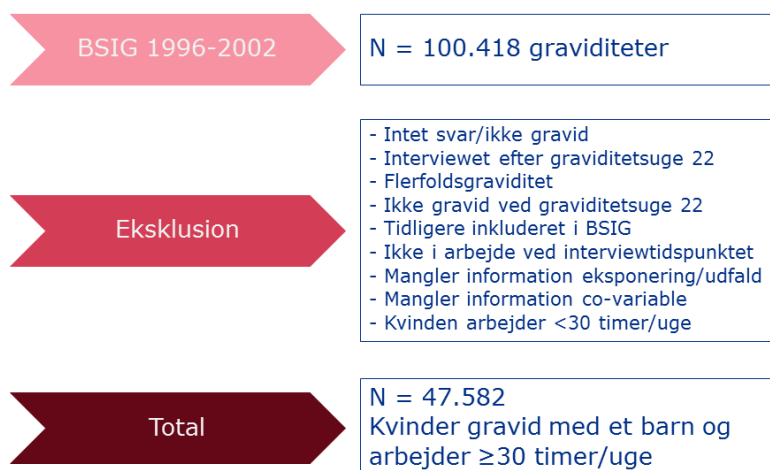 BSIG 1996-2002
N = 100.418 graviditeter
Eksklusion
- Intet svar/ikke gravid
- Interviewet efter graviditetsuge 22
- Flerfoldsgraviditet
- Ikke gravid ved graviditetsuge 22
- Tidligere inkluderet i BSIG
- Ikke i arbejde ved interviewtidspunktet
- Mangler information eksponering/udfald
- Mangler information co-variable
- Kvinden arbejder <30 timer/uge
Total
N = 47.582
Kvinder gravid med et barn og
arbejder ≥30 timer/uge